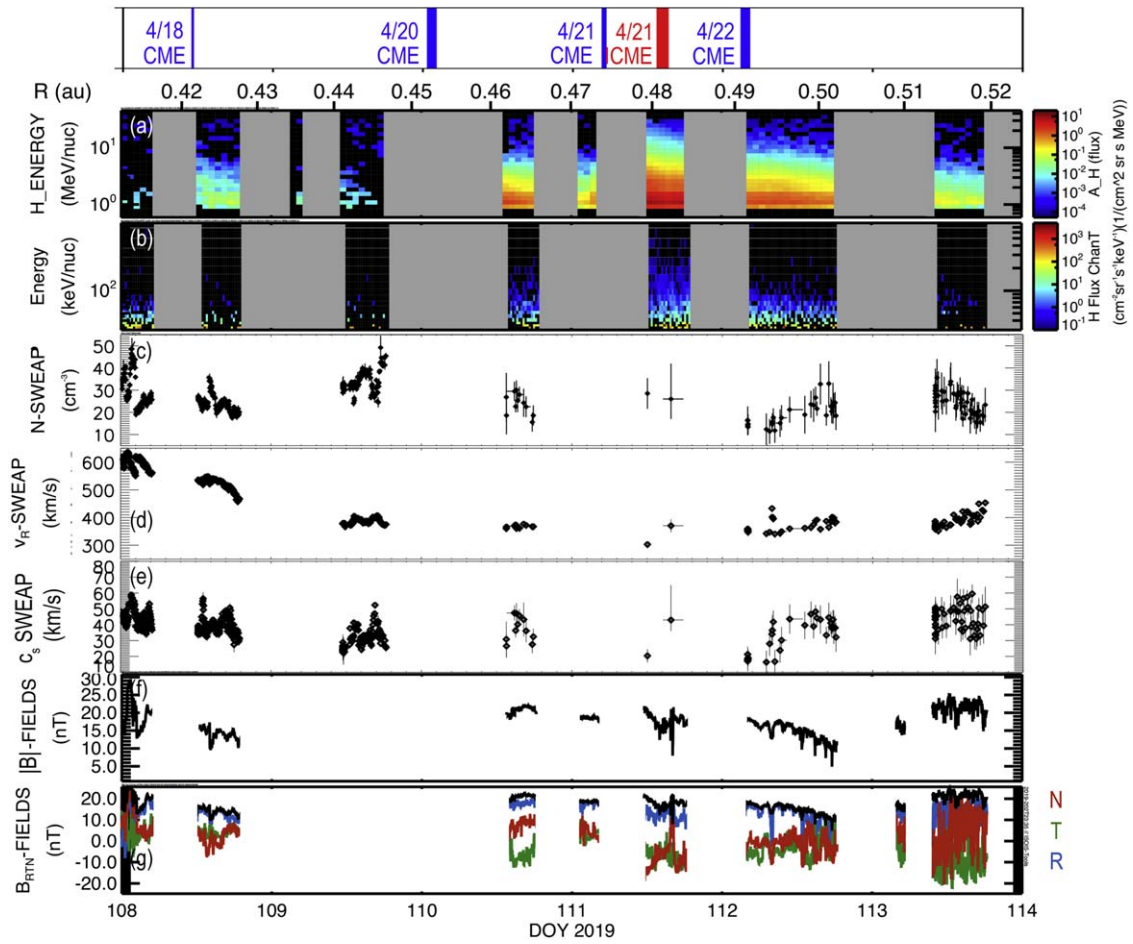 4/18
CME
4/20
CME
4/21
CME
4/21
ICME
4/22
CME
R (au)
0.42 0.43 0.44 0.45 0.46 0.47 0.48 0.49 0.50 0.51 0.52
(a)
H_ENERGY
(MeV/nuc)
10¹
10⁰
10¹
10⁰
10⁻¹
10⁻²
10⁻³
10⁻⁴
A_H (flux)
(1/(cm^2 sr s MeV))
(b)
Energy
(keV/nuc)
10²
10³
10²
10¹
10⁰
10⁻¹
H Flux ChanT
(cm⁻²sr⁻¹s⁻¹keV⁻¹)
(c)
N-SWEAP
(cm⁻³)
50
40
30
20
10
(d)
v_R-SWEAP
(km/s)
600
500
400
300
(e)
C_s SWEAP
(km/s)
80
70
60
50
40
30
20
10
(f)
|B|-FIELDS
(nT)
30.0
25.0
20.0
15.0
10.0
5.0
(g)
B_RTN-FIELDS
(nT)
20.0
10.0
0.0
-10.0
-20.0
N
T
R
108 109 110 111 112 113 114
DOY 2019